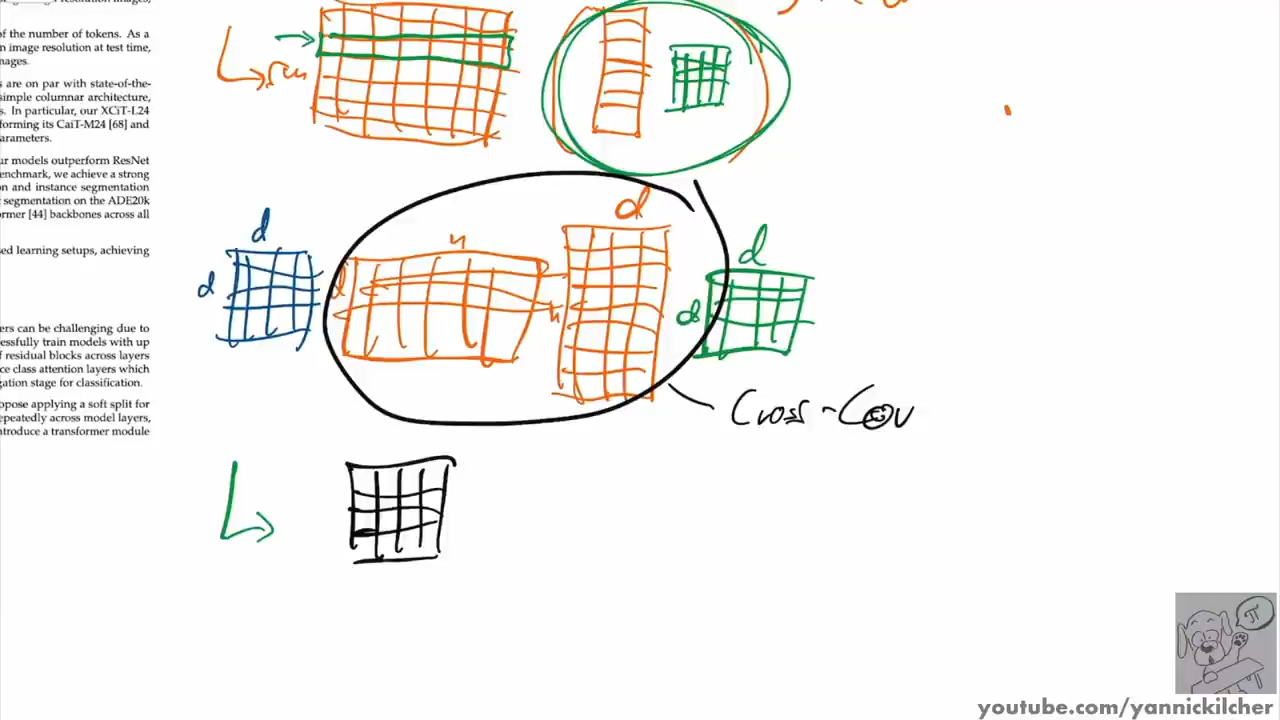 of the number of tokens. As a
n image resolution at test time,
mages.
s are on par with state-of-the-
simple columnar architecture,
s. In particular, our XCiT-L24
forming its CaiT-M24 [68] and
arameters.
ur models outperform ResNet
enchmark, we achieve a strong
on and instance segmentation
segmentation on the ADE20k
ormer [44] backbones across all
sed learning setups, achieving
ers can be challenging due to
ssfully train models with up
f residual blocks across layers
ce class attention layers which
gation stage for classification.
opose applying a soft split for
epeatedly across model layers,
ntroduce a transformer module
d
n
d
d
d
d
d
Cross-Cov
π
youtube.com/yannickilcher